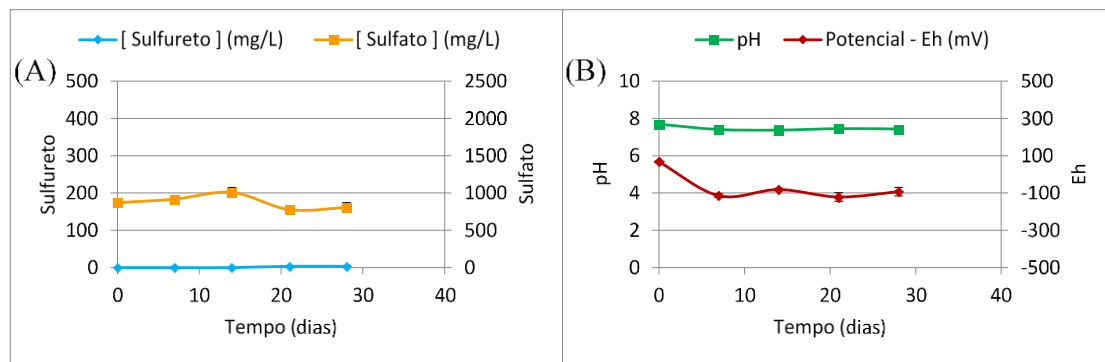 [ Sulfureto ] (mg/L) [ Sulfato ] (mg/L)
(A)
500 2500
400 2000
300 1500
200 1000
100 500
0 0
Sulfureto
Sulfato
0 10 20 30 40
Tempo (dias)
pH Potencial - Eh (mV)
(B)
10 500
8 300
6 100
4 -100
2 -300
0 -500
pH
Eh
0 10 20 30 40
Tempo (dias)